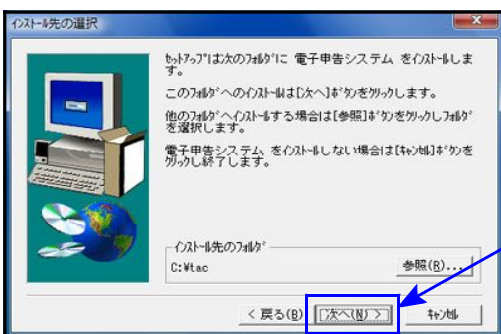 インストール先の選択
セットアップは次のフォルダに 電子申告システム をインストールしま
す。
このフォルダへのインストールは[次へ]ボタンをクリックします。
他のフォルダへインストールする場合は[参照]ボタンをクリックしフォルダ
を選択します。
電子申告システム をインストールしない場合は[キャンセル]ボタンを
クリックし終了します。
インストール先のフォルダ
C:¥tac
参照(R)...
< 戻る(B)
次へ(N) >
キャンセル